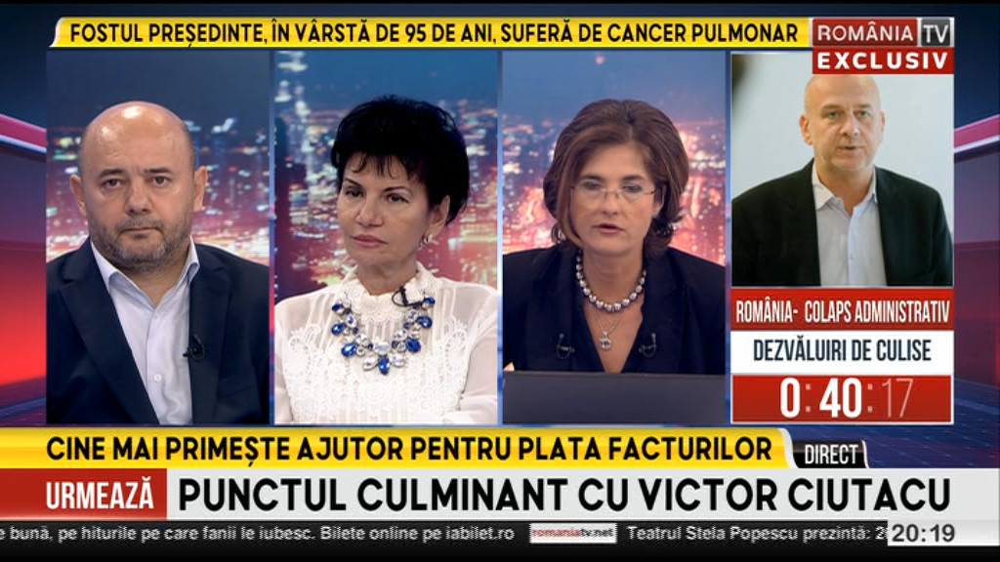 FOSTUL PREȘEDINTE, ÎN VÂRSTĂ DE 95 DE ANI, SUFERĂ DE CANCER PULMONAR
ROMÂNIA TV
EXCLUSIV
ROMÂNIA- COLAPS ADMINISTRATIV
DEZVĂLUIRI DE CULISE
0:40:17
CINE MAI PRIMEȘTE AJUTOR PENTRU PLATA FACTURILOR
DIRECT
URMEAZĂ PUNCTUL CULMINANT CU VICTOR CIUTACU
e bună, pe hiturile pe care fanii le iubesc. Bilete online pe iabilet.ro romaniatv.net Teatrul Stela Popescu prezintă: 20:19